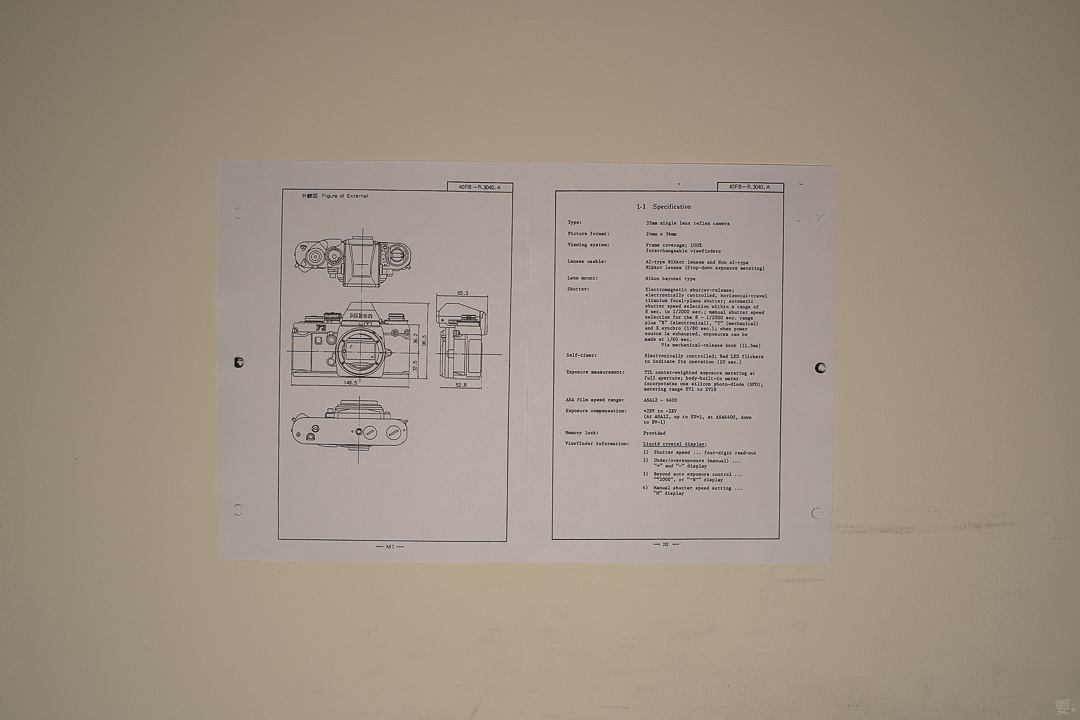 40FB-R.3040.A
外観図 Figure of External
65.3
Nikon
F3
36.2
96.5
32.5
148.5
52.8
— M1 —
40FB-R.3040.A
1-1 Specification
Type: 35mm single lens reflex camera
Picture format: 24mm x 36mm
Viewing system: Frame coverage; 100%
Interchangeable viewfinders
Lenses usable: AI-type Nikkor lenses and Non AI-type
Nikkor lenses (Stop-down exposure metering)
Lens mount: Nikon bayonet type
Shutter: Electromagnetic shutter-release;
electronically controlled, horizontal-travel
titanium focal-plane shutter; automatic
shutter speed selection within a range of
8 sec. to 1/2000 sec.; manual shutter speed
selection for the 8 - 1/2000 sec. range
plus "B" (electronical), "T" (mechanical)
and X synchro (1/80 sec.); when power
source is exhausted, exposures can be
made at 1/60 sec.
Via mechanical-release knob (11.5mm)
Self-timer: Electronically controlled; Red LED flickers
to indicate its operation (10 sec.)
Exposure measurement: TTL center-weighted exposure metering at
full aperture; body-built-in meter
incorporates one silicon photo-diode (SPD);
metering range EV1 to EV18
ASA film speed range: ASA12 - 6400
Exposure compensation: +2EV to -2EV
(At ASA12, up to EV+1, at ASA6400, down
to EV-1)
Memory lock: Provided
Viewfinder information: Liquid crystal display;
1) Shutter speed ... four-digit read-out
2) Under/overexposure (manual) ...
"+" and "-" display
3) Beyond auto exposure control ...
"+2000", or "-8-" display
4) Manual shutter speed setting ...
"M" display
— M2 —